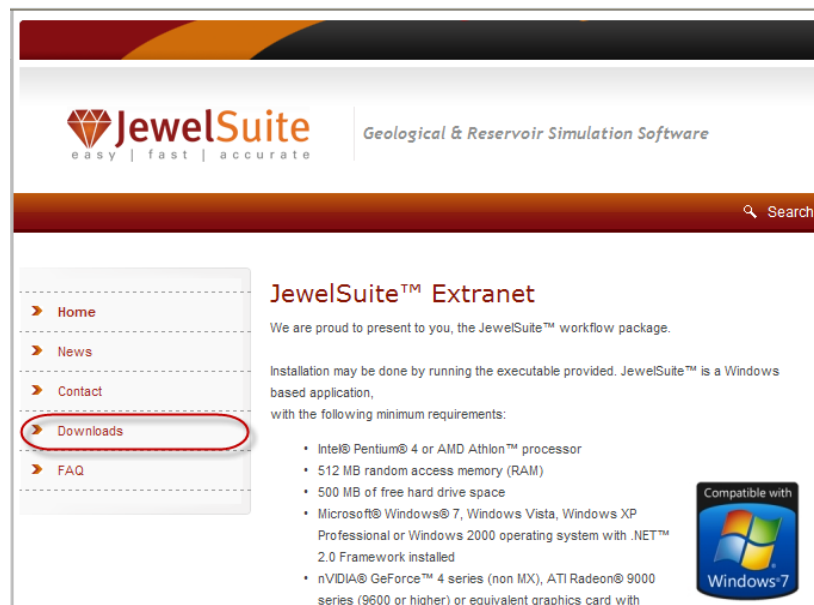 JewelSuite
easy | fast | accurate
Geological & Reservoir Simulation Software
Search
Home
News
Contact
Downloads
FAQ
JewelSuite™ Extranet
We are proud to present to you, the JewelSuite™ workflow package.
Installation may be done by running the executable provided. JewelSuite™ is a Windows
based application,
with the following minimum requirements:
• Intel® Pentium® 4 or AMD Athlon™ processor
• 512 MB random access memory (RAM)
• 500 MB of free hard drive space
• Microsoft® Windows® 7, Windows Vista, Windows XP
Professional or Windows 2000 operating system with .NET™
2.0 Framework installed
• nVIDIA® GeForce™ 4 series (non MX), ATI Radeon® 9000
series (9600 or higher) or equivalent graphics card with
Compatible with
Windows®7